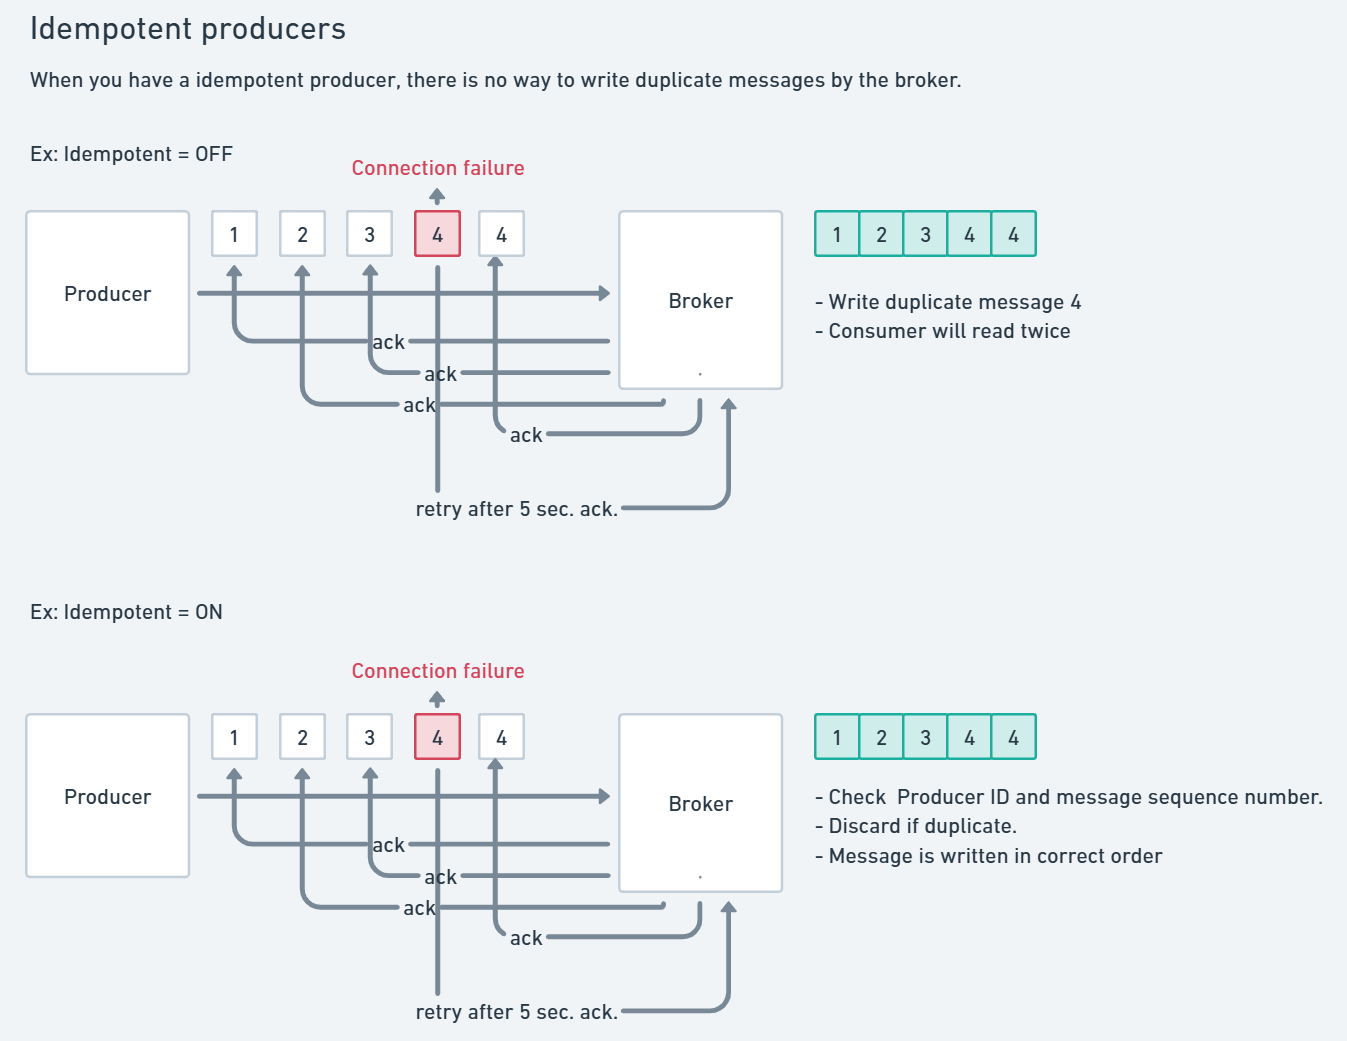 Idempotent producers
When you have a idempotent producer, there is no way to write duplicate messages by the broker.
Ex: Idempotent = OFF
Connection failure
Producer
1 2 3 4 4
Broker
1 2 3 4 4
- Write duplicate message 4
- Consumer will read twice
ack
ack
ack
ack
retry after 5 sec. ack.
Ex: Idempotent = ON
Connection failure
Producer
1 2 3 4 4
Broker
1 2 3 4 4
- Check  Producer ID and message sequence number.
- Discard if duplicate.
- Message is written in correct order
ack
ack
ack
ack
retry after 5 sec. ack.